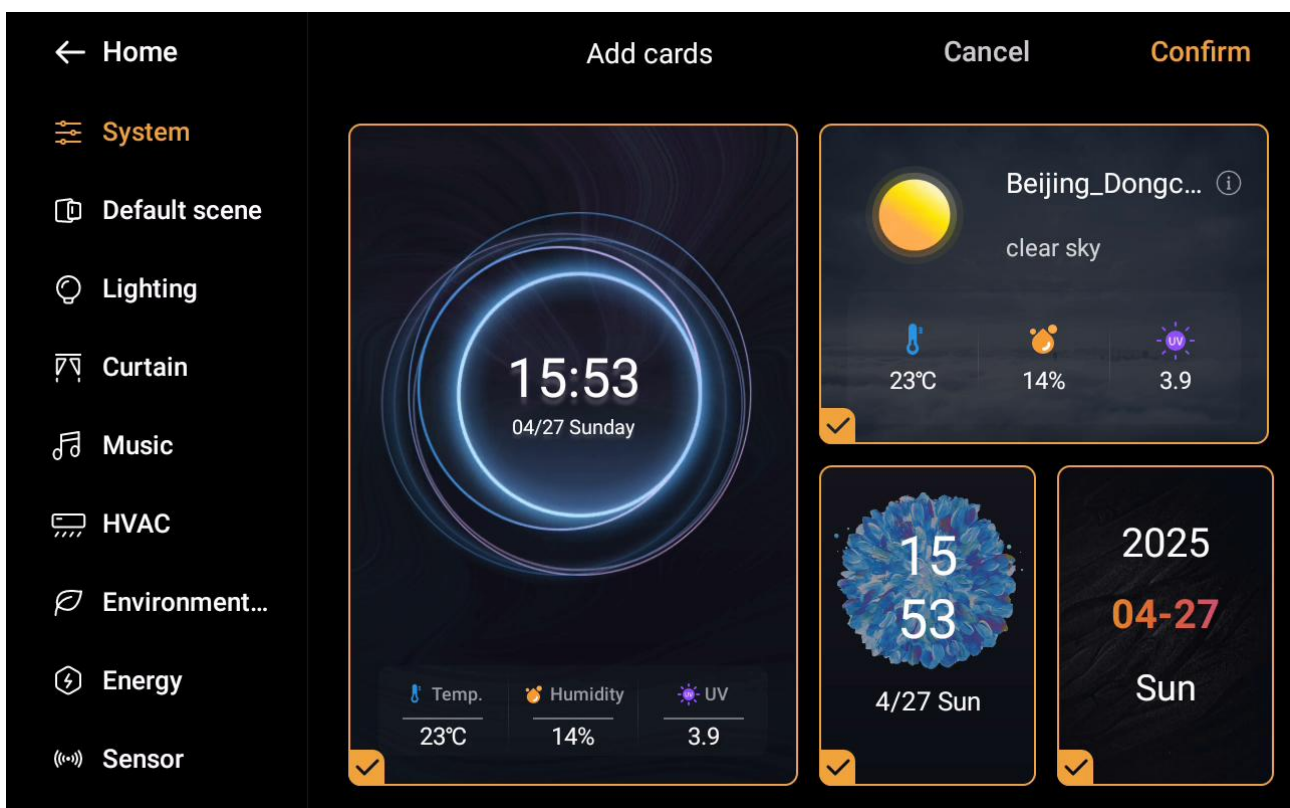 Home
Add cards
Cancel
Confirm
System
Default scene
Lighting
Curtain
Music
HVAC
Environment...
Energy
Sensor
15:53
04/27 Sunday
Temp.
Humidity
UV
23℃
14%
3.9
Beijing_Dongc...
clear sky
UV
23℃
14%
3.9
15
53
4/27 Sun
2025
04-27
Sun